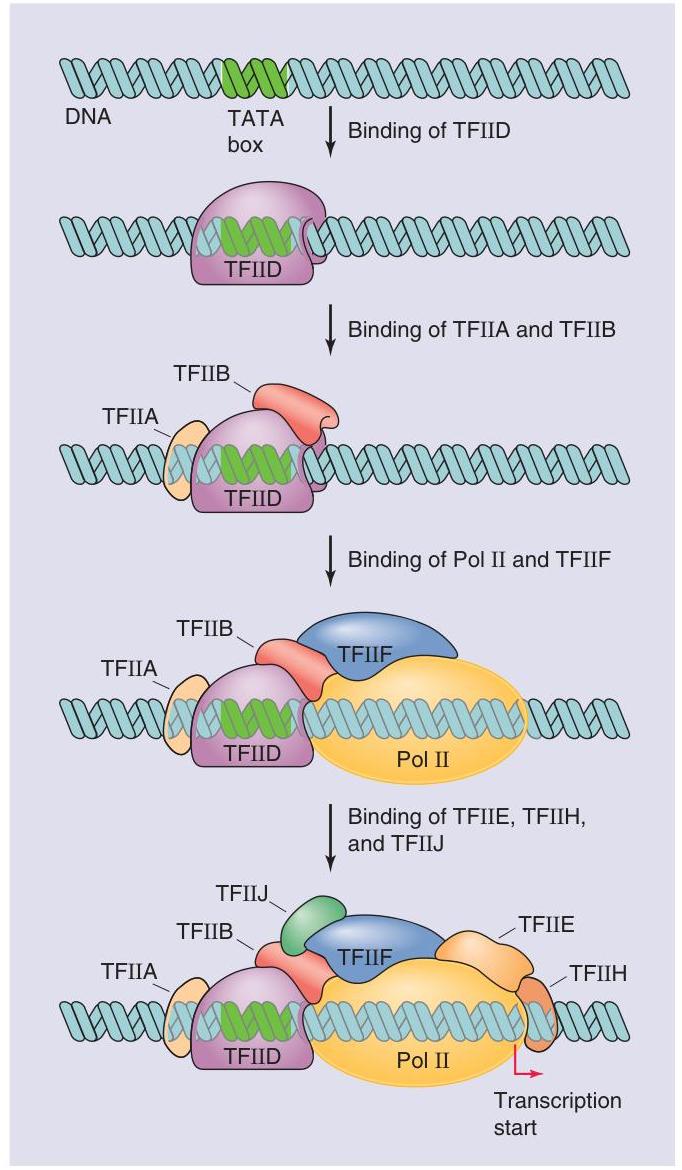 DNA
TATA
box
Binding of TFIID
TFIID
Binding of TFIIA and TFIIB
TFIIB
TFIIA
TFIID
Binding of Pol II and TFIIF
TFIIB
TFIIF
TFIIA
TFIID
Pol II
Binding of TFIIE, TFIIH,
and TFIIJ
TFIIJ
TFIIE
TFIIB
TFIIF
TFIIA
TFIIH
TFIID
Pol II
Transcription
start